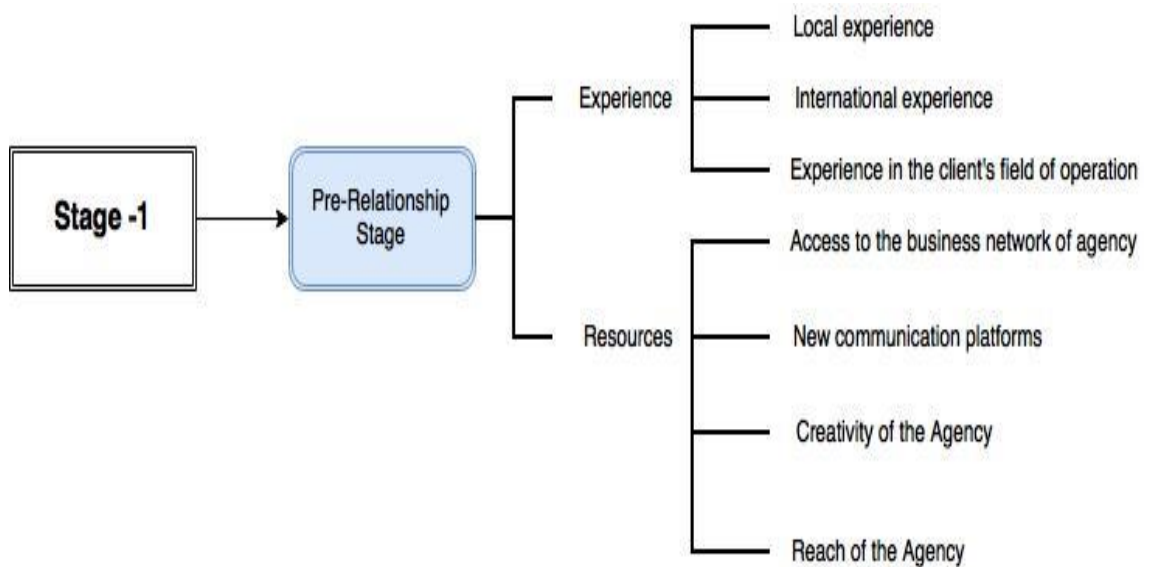 Stage -1
Pre-Relationship
Stage
Experience
Local experience
International experience
Experience in the client's field of operation
Resources
Access to the business network of agency
New communication platforms
Creativity of the Agency
Reach of the Agency